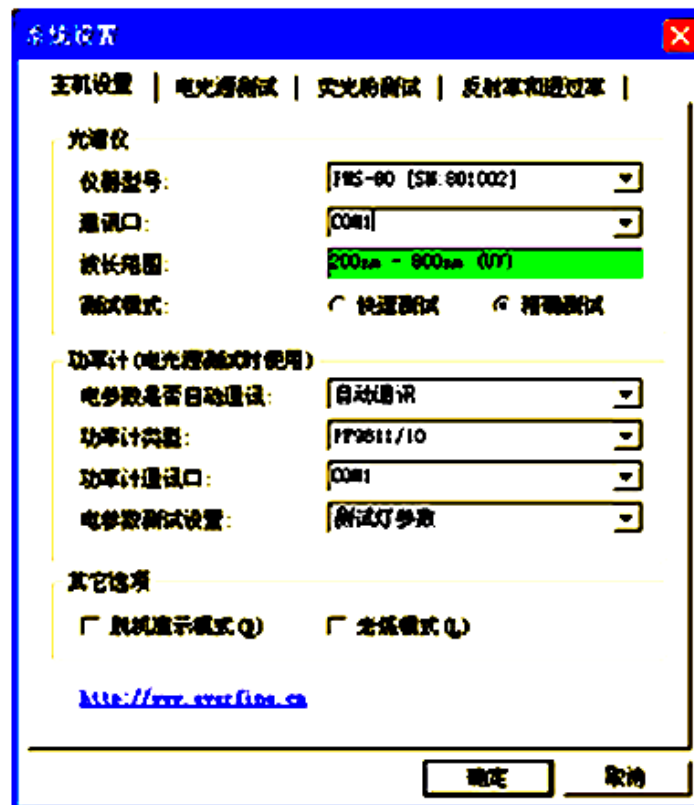 系统设置
主机设置 | 电光源测试 | 荧光粉测试 | 反射率和透过率 |
光谱仪
仪器型号: PMS-80 [SN:801002]
通讯口: COM1
波长范围: 200nm - 800nm (UV)
测试模式: 快速测试 精确测试
功率计(电光源测试时使用)
电参数是否自动通讯: 自动通讯
功率计类型: PF9811/10
功率计通讯口: COM1
电参数测试设置: 测试灯参数
其它选项
脱机演示模式(Q) 老炼模式(L)
http://www.everfine.cn
确定 取消